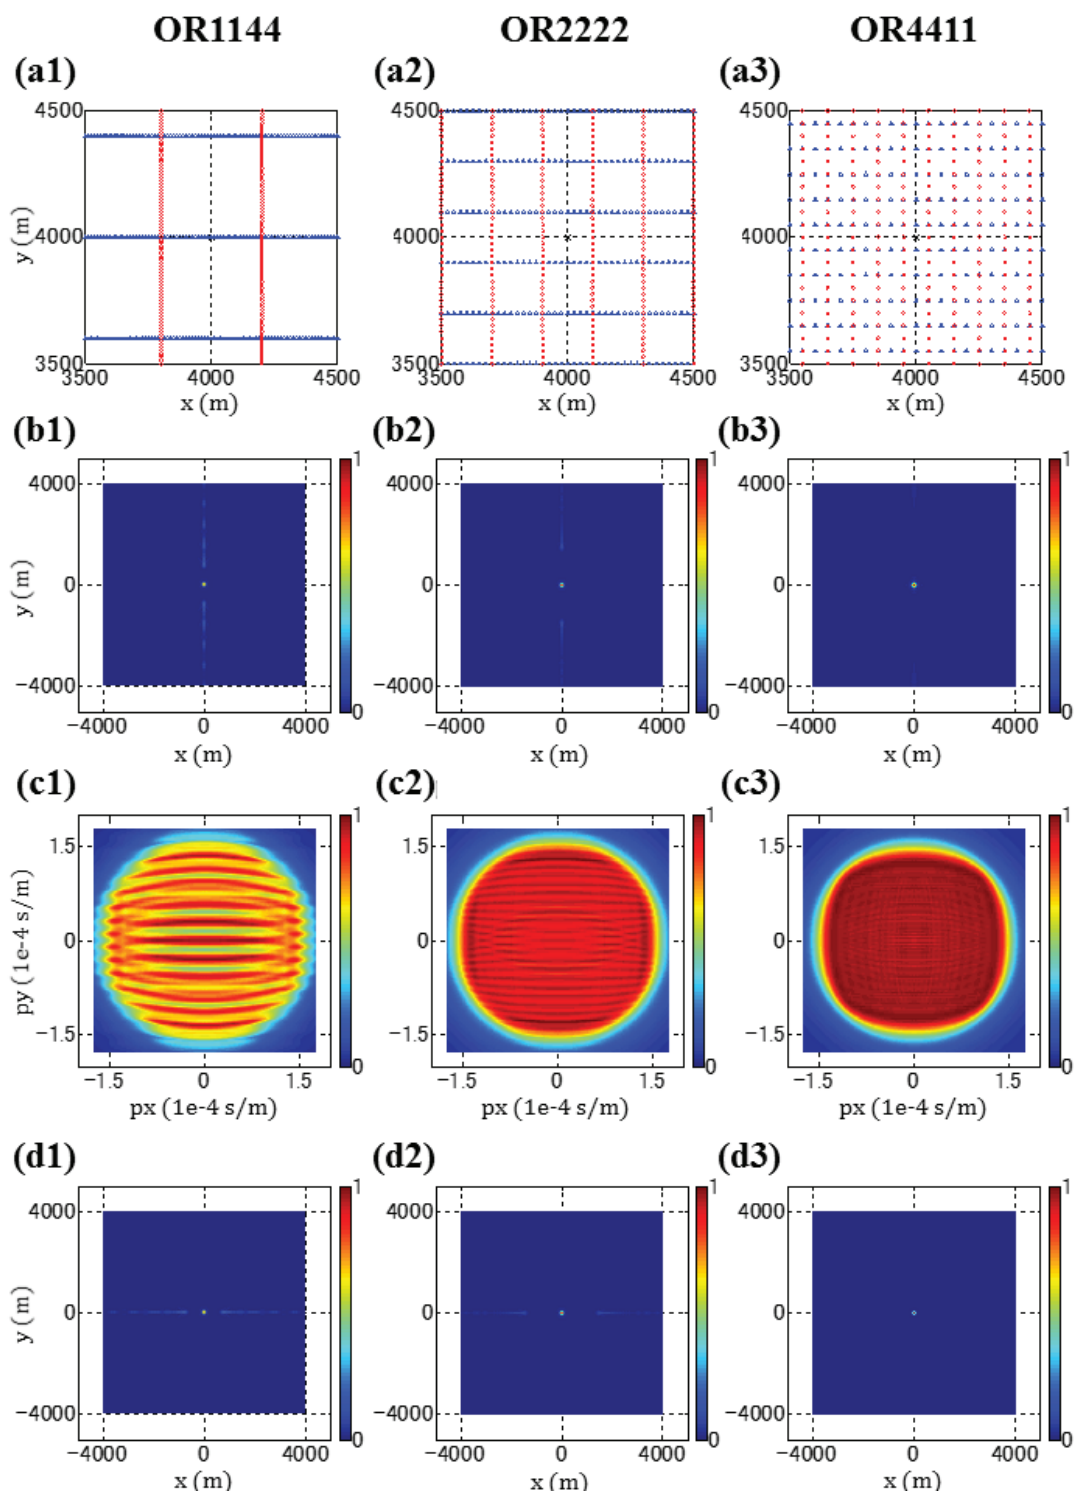 OR1144 OR2222 OR4411
(a1) (a2) (a3)
4500 4500 4500
y (m) 4000 4000 4000
3500 3500 3500
3500 4000 4500 3500 4000 4500 3500 4000 4500
x (m) x (m) x (m)
(b1) (b2) (b3)
1 1 1
4000 4000 4000
y (m) 0 0 0
−4000 −4000 −4000
0 0 0
−4000 0 4000 −4000 0 4000 −4000 0 4000
x (m) x (m) x (m)
(c1) (c2) (c3)
1 1 1
1.5 1.5 1.5
py (1e-4 s/m) 0 0 0
−1.5 −1.5 −1.5
0 0 0
−1.5 0 1.5 −1.5 0 1.5 −1.5 0 1.5
px (1e-4 s/m) px (1e-4 s/m) px (1e-4 s/m)
(d1) (d2) (d3)
1 1 1
4000 4000 4000
y (m) 0 0 0
−4000 −4000 −4000
0 0 0
−4000 0 4000 −4000 0 4000 −4000 0 4000
x (m) x (m) x (m)